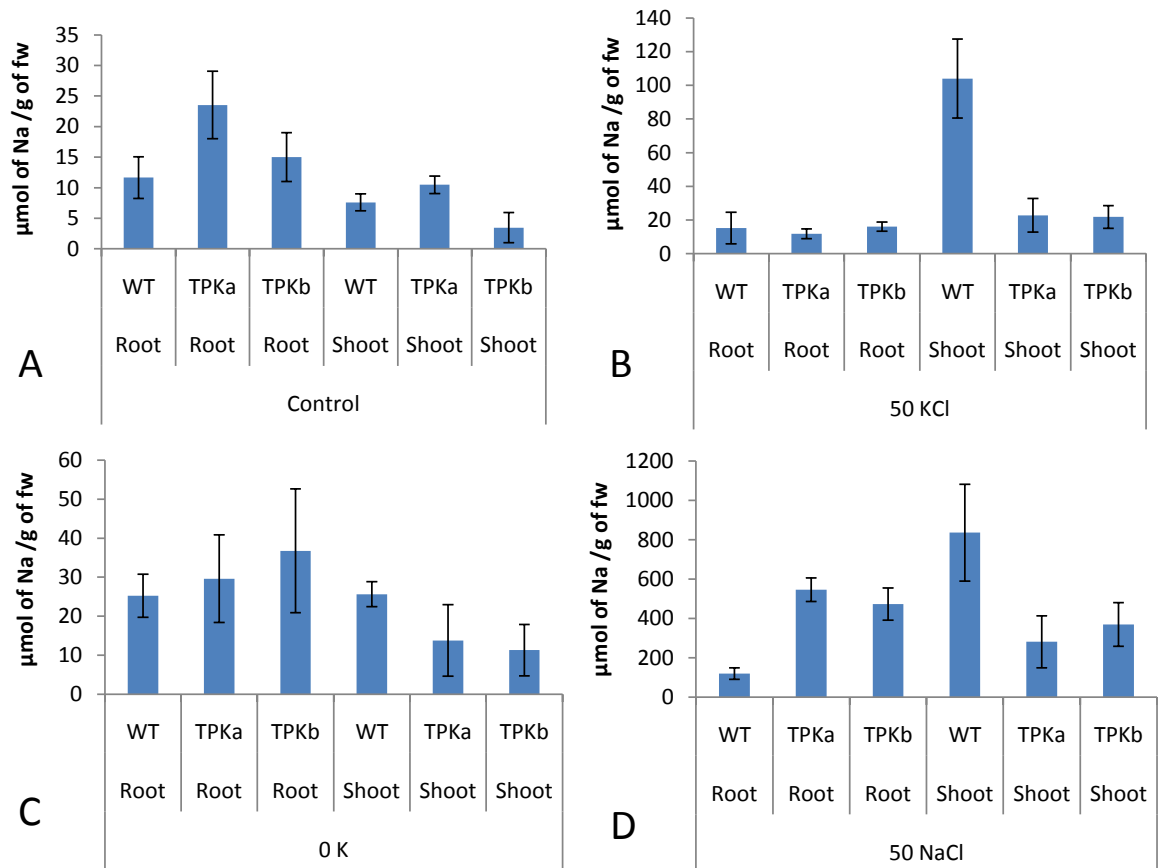 µmol of Na /g of fw
35
30
25
20
15
10
5
0
WT TPKa TPKb WT TPKa TPKb
Root Root Root Shoot Shoot Shoot
Control
A
µmol of Na /g of fw
140
120
100
80
60
40
20
0
WT TPKa TPKb WT TPKa TPKb
Root Root Root Shoot Shoot Shoot
50 KCl
B
µmol of Na /g of fw
60
50
40
30
20
10
0
WT TPKa TPKb WT TPKa TPKb
Root Root Root Shoot Shoot Shoot
0 K
C
µmol of Na /g of fw
1200
1000
800
600
400
200
0
WT TPKa TPKb WT TPKa TPKb
Root Root Root Shoot Shoot Shoot
50 NaCl
D